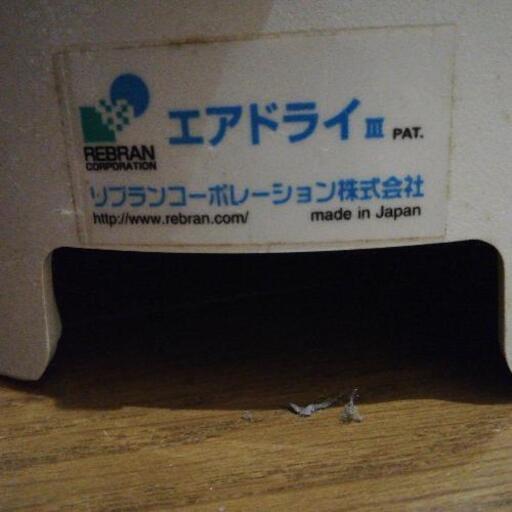 エアドライIII PAT.
REBRAN
CORPORATION
リブランコーポレーション株式会社
http://www.rebran.com/ made in Japan